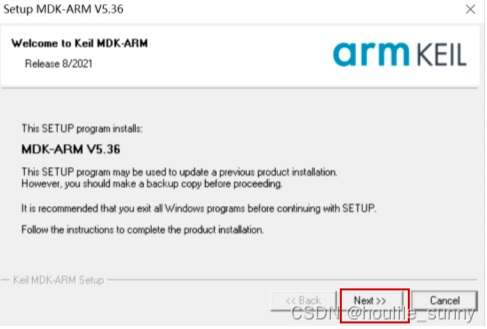 Setup MDK-ARM V5.36
Welcome to Keil MDK-ARM
Release 8/2021
arm KEIL
This SETUP program installs:
MDK-ARM V5.36
This SETUP program may be used to update a previous product installation.
However, you should make a backup copy before proceeding.
It is recommended that you exit all Windows programs before continuing with SETUP.
Follow the instructions to complete the product installation.
Keil MDK-ARM Setup
<< Back
Next >>
Cancel
CSDN @houtile_sunny